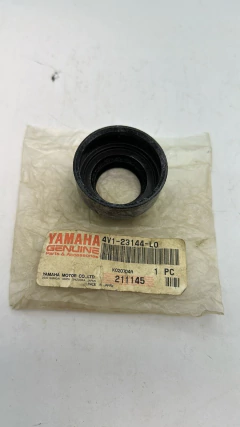 YAMAHA
GENUINE
Parts & Accessories
4V1-23144-L0
1 PC
YAMAHA MOTOR CO., LTD.
211145